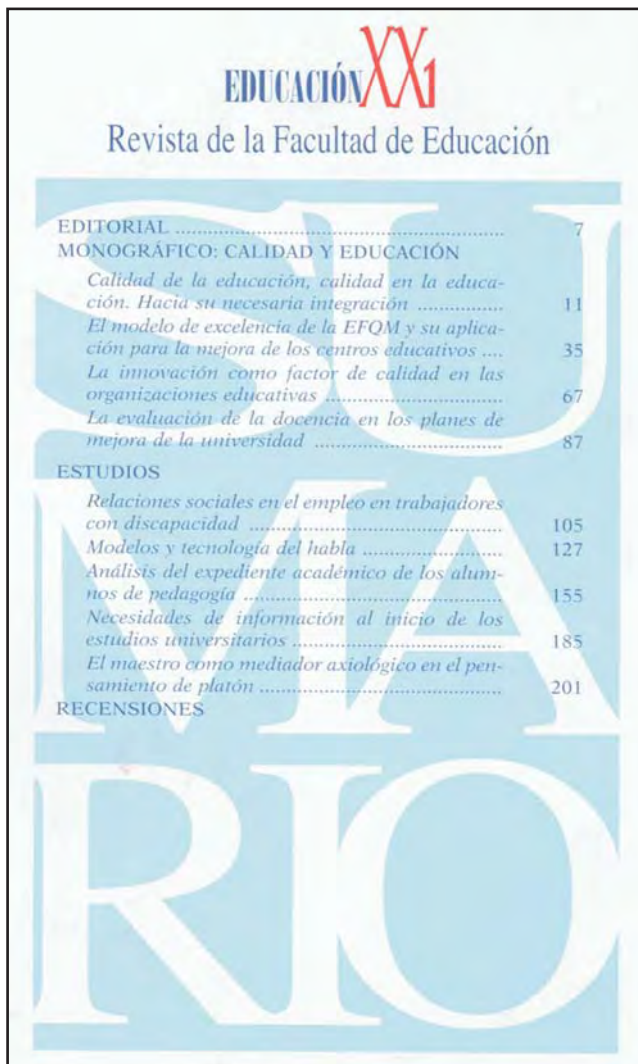 EDUCACIÓN XX1
Revista de la Facultad de Educación
SU
MA
RIO
EDITORIAL ........................................................... 7
MONOGRÁFICO: CALIDAD Y EDUCACIÓN
Calidad de la educación, calidad en la educa-
ción. Hacia su necesaria integración ............... 11
El modelo de excelencia de la EFQM y su aplica-
ción para la mejora de los centros educativos .... 35
La innovación como factor de calidad en las
organizaciones educativas ............................... 67
La evaluación de la docencia en los planes de
mejora de la universidad ................................. 87
ESTUDIOS
Relaciones sociales en el empleo en trabajadores
con discapacidad ............................................ 105
Modelos y tecnología del habla ........................ 127
Análisis del expediente académico de los alum-
nos de pedagogía ............................................. 155
Necesidades de información al inicio de los
estudios universitarios ..................................... 185
El maestro como mediador axiológico en el pen-
samiento de platón .......................................... 201
RECENSIONES